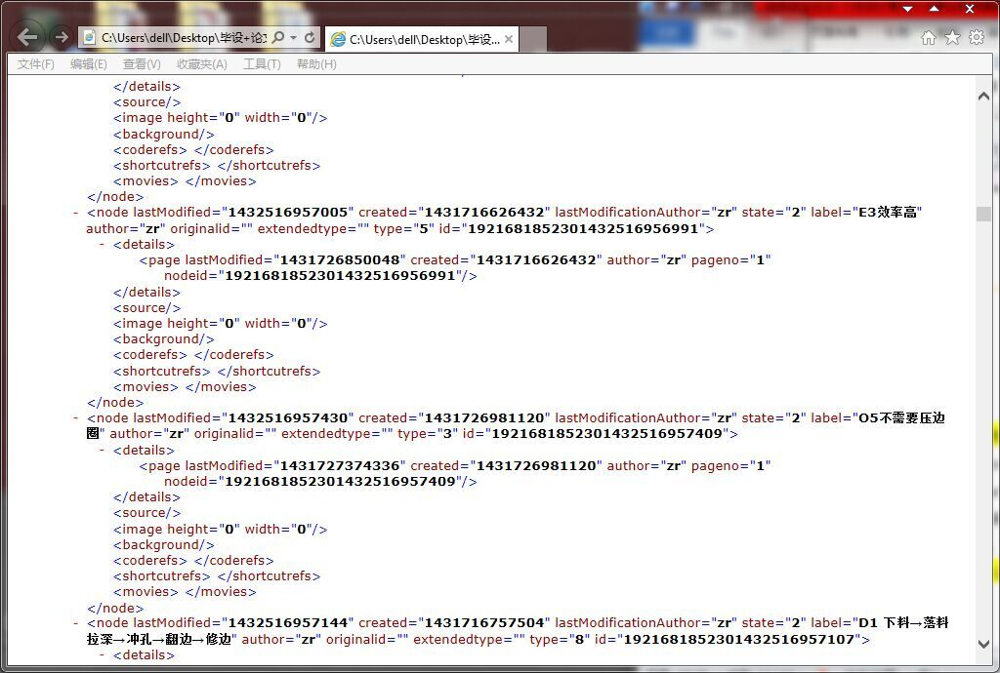 C:\Users\dell\Desktop\毕设+论文
C:\Users\dell\Desktop\毕设...
文件(F) 编辑(E) 查看(V) 收藏夹(A) 工具(T) 帮助(H)
</details>
<source/>
<image height="0" width="0"/>
<background/>
<coderefs> </coderefs>
<shortcutrefs> </shortcutrefs>
<movies> </movies>
</node>
- <node lastModified="1432516957005" created="1431716626432" lastModificationAuthor="zr" state="2" label="E3效率高"
author="zr" originalid="" extendedtype="" type="5" id="1921681852301432516956991">
- <details>
<page lastModified="1431726850048" created="1431716626432" author="zr" pageno="1"
nodeid="1921681852301432516956991"/>
</details>
<source/>
<image height="0" width="0"/>
<background/>
<coderefs> </coderefs>
<shortcutrefs> </shortcutrefs>
<movies> </movies>
</node>
- <node lastModified="1432516957430" created="1431726981120" lastModificationAuthor="zr" state="2" label="O5不需要压边
圈" author="zr" originalid="" extendedtype="" type="3" id="1921681852301432516957409">
- <details>
<page lastModified="1431727374336" created="1431726981120" author="zr" pageno="1"
nodeid="1921681852301432516957409"/>
</details>
<source/>
<image height="0" width="0"/>
<background/>
<coderefs> </coderefs>
<shortcutrefs> </shortcutrefs>
<movies> </movies>
</node>
- <node lastModified="1432516957144" created="1431716757504" lastModificationAuthor="zr" state="2" label="D1 下料→落料
拉深→冲孔→翻边→修边" author="zr" originalid="" extendedtype="" type="8" id="1921681852301432516957107">
- <details>